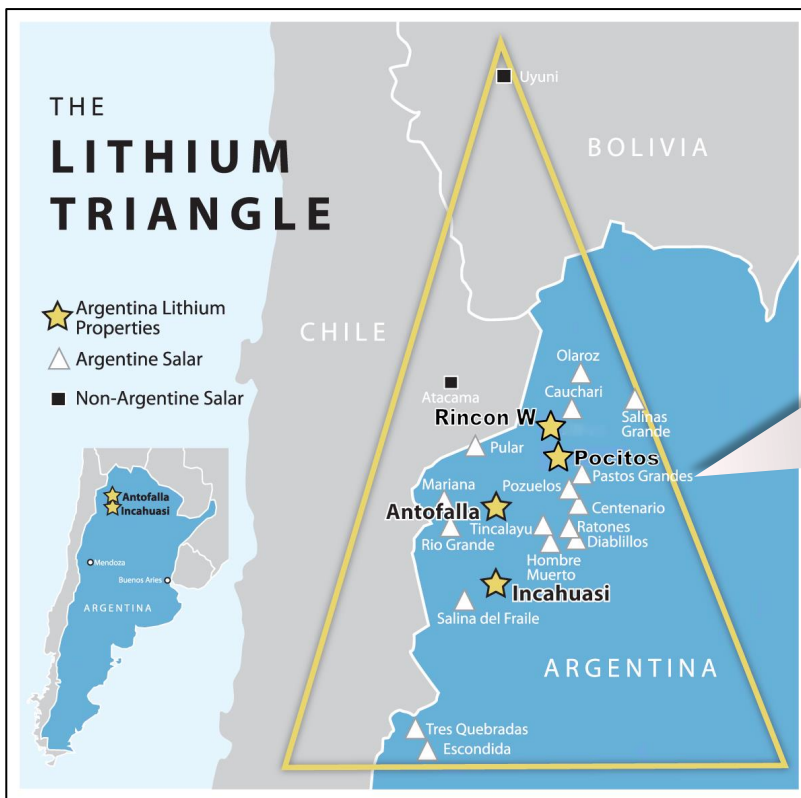 THE
LITHIUM
TRIANGLE
Argentina Lithium
Properties
Argentine Salar
Non-Argentine Salar
Uyuni
BOLIVIA
CHILE
Olaroz
Cauchari
Atacama
Salinas
Grande
Rincon W
Pular
Pocitos
Pastos Grandes
Mariana
Pozuelos
Centenario
Antofalla
Tincalayu
Ratones
Rio Grande
Diablillos
Hombre
Muerto
Incahuasi
Salina del Fraile
ARGENTINA
Tres Quebradas
Escondida
Antofalla
Incahuasi
Mendoza
Buenos Aries
ARGENTINA